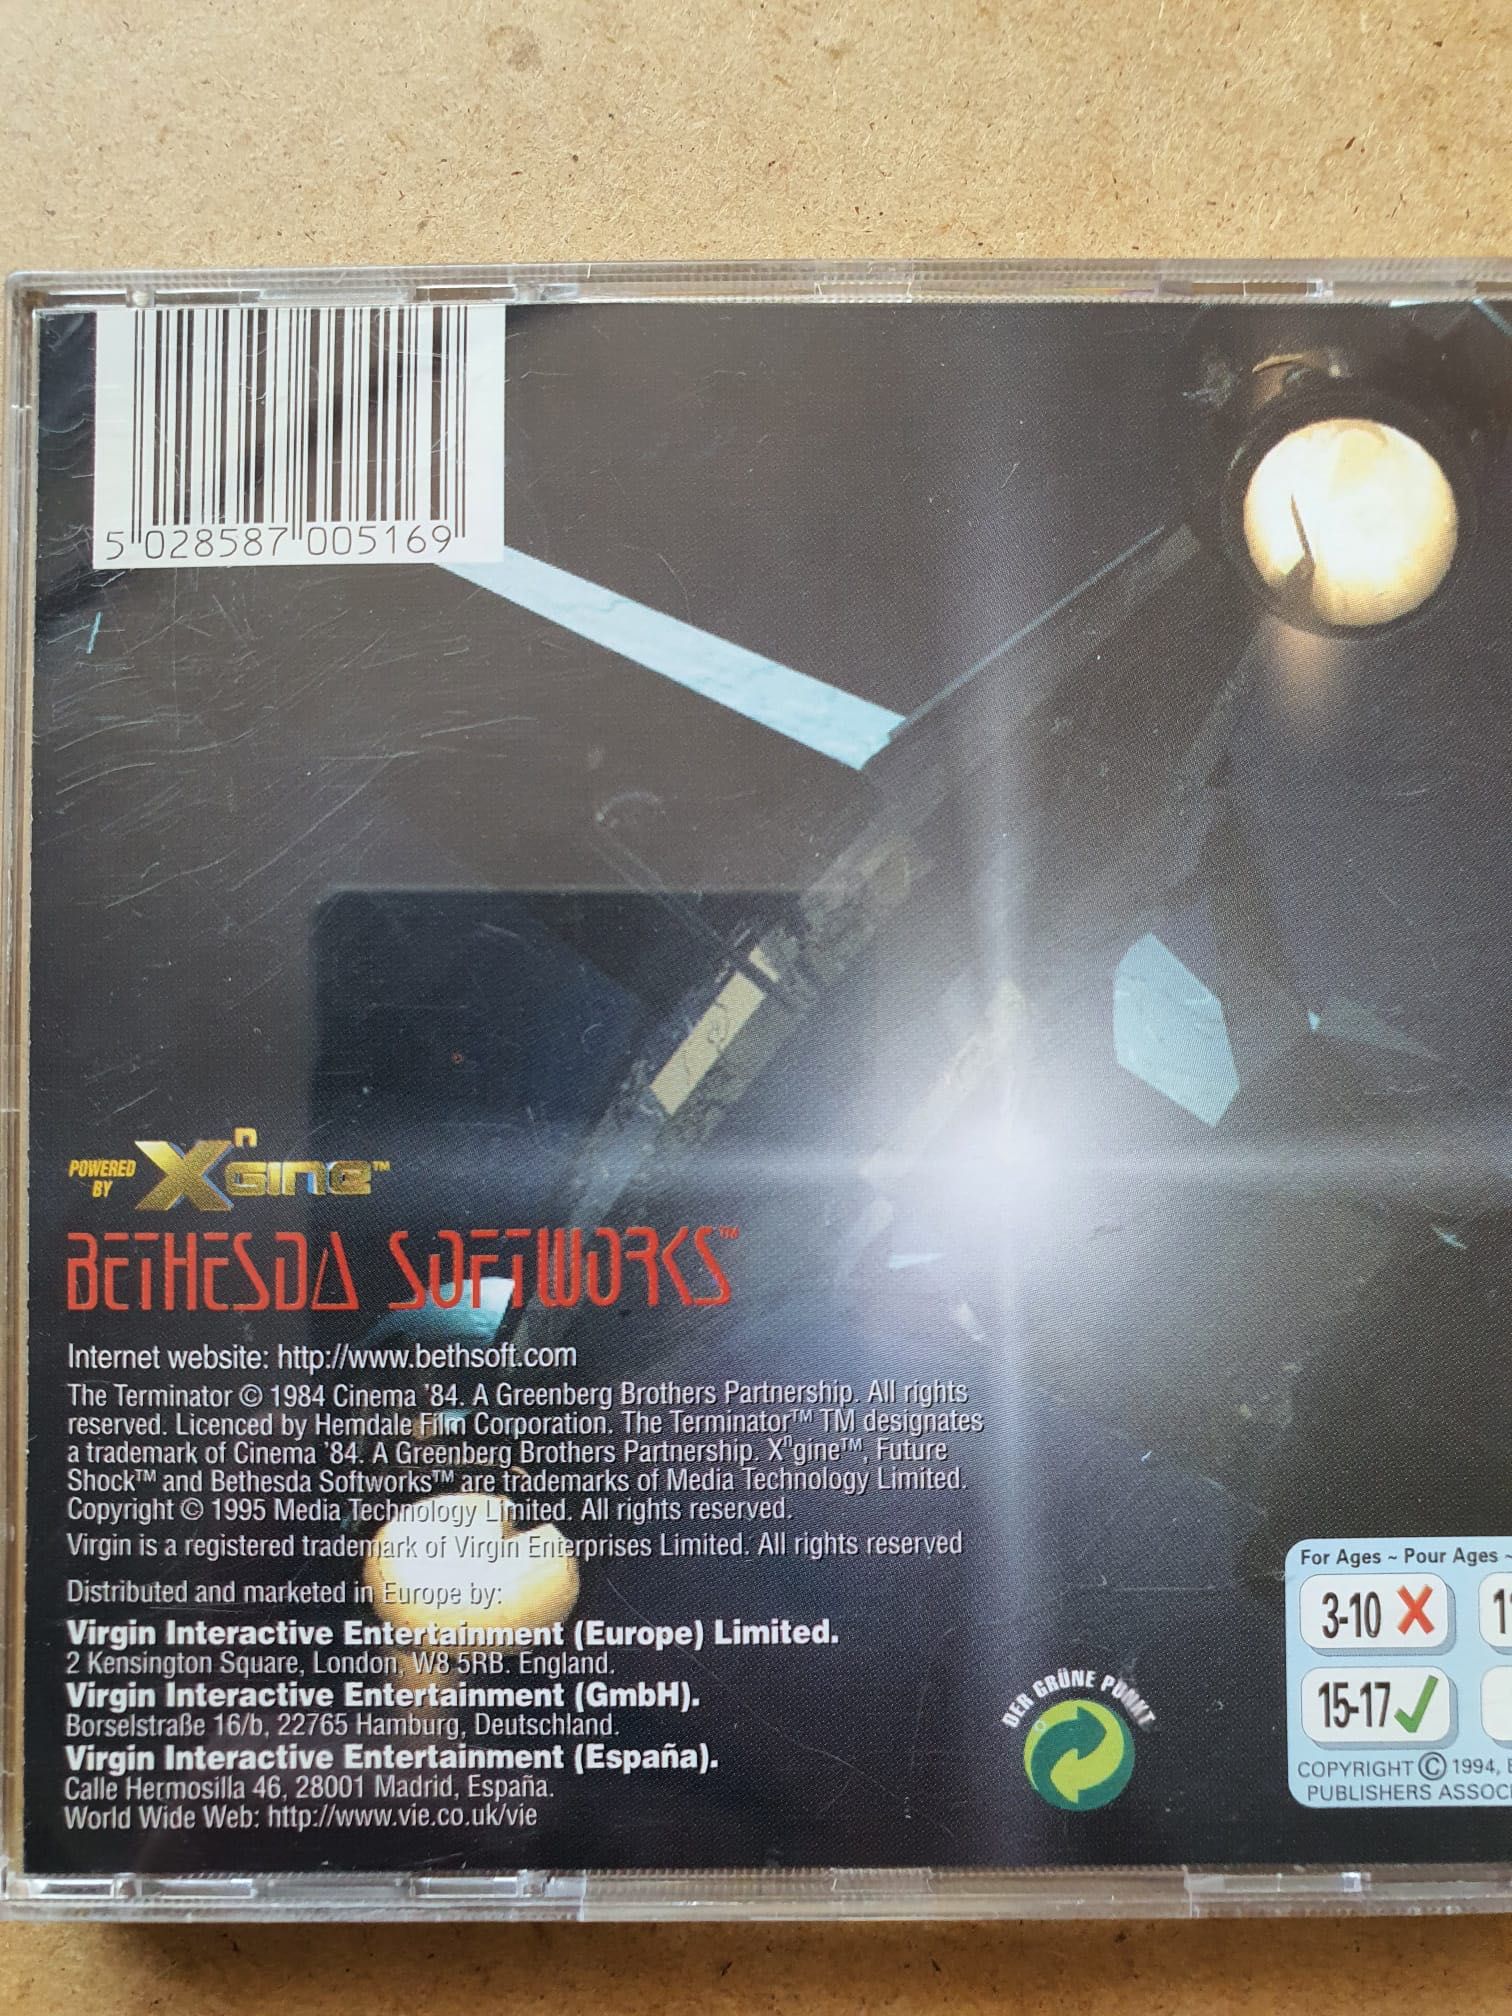 5 028587 005169
POWERED
BY
Xngine™
BETHESDA SOFTWORKS™
Internet website: http://www.bethsoft.com
The Terminator © 1984 Cinema '84. A Greenberg Brothers Partnership. All rights
reserved. Licenced by Hemdale Film Corporation. The Terminator™ TM designates
a trademark of Cinema '84. A Greenberg Brothers Partnership. Xngine™, Future
Shock™ and Bethesda Softworks™ are trademarks of Media Technology Limited.
Copyright © 1995 Media Technology Limited. All rights reserved.
Virgin is a registered trademark of Virgin Enterprises Limited. All rights reserved
Distributed and marketed in Europe by:
Virgin Interactive Entertainment (Europe) Limited.
2 Kensington Square, London, W8 5RB. England.
Virgin Interactive Entertainment (GmbH).
Borselstraße 16/b, 22765 Hamburg, Deutschland.
Virgin Interactive Entertainment (España).
Calle Hermosilla 46, 28001 Madrid, España.
World Wide Web: http://www.vie.co.uk/vie
DER GRÜNE PUNKT
For Ages ~ Pour Ages ~
3-10
15-17
COPYRIGHT © 1994,
PUBLISHERS